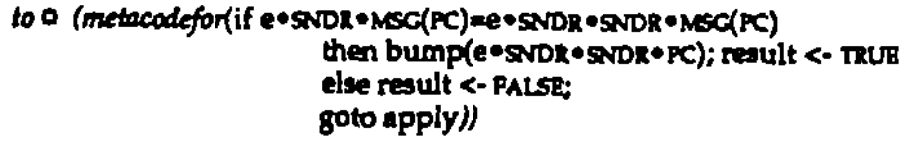 to ¤ (metacodefor(if e•SNDR•MSG(PC)=e•SNDR•SNDR•MSG(PC)
then bump(e•SNDR•SNDR•PC); result <- TRUE
else result <- FALSE;
goto apply))